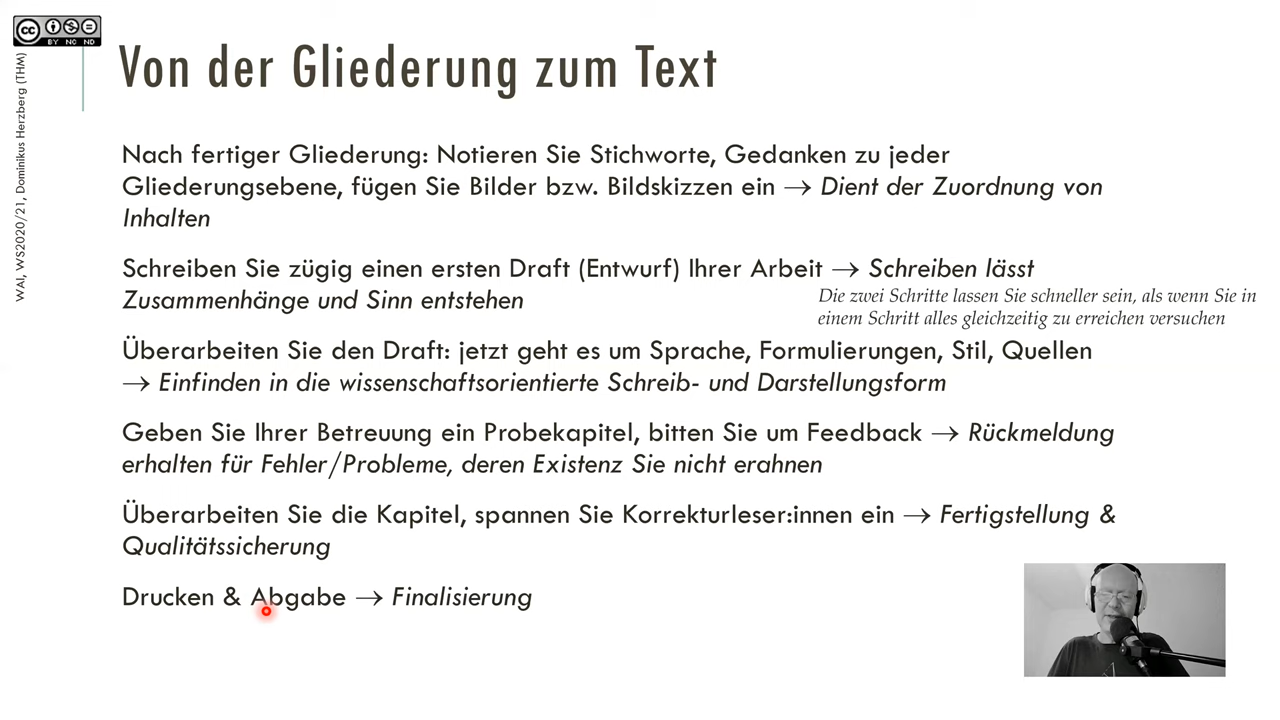 cc
BY NC ND
WAI, WS2020/21, Dominikus Herzberg (THM)
Von der Gliederung zum Text
Nach fertiger Gliederung: Notieren Sie Stichworte, Gedanken zu jeder
Gliederungsebene, fügen Sie Bilder bzw. Bildskizzen ein → Dient der Zuordnung von
Inhalten
Schreiben Sie zügig einen ersten Draft (Entwurf) Ihrer Arbeit → Schreiben lässt
Zusammenhänge und Sinn entstehen
Die zwei Schritte lassen Sie schneller sein, als wenn Sie in
einem Schritt alles gleichzeitig zu erreichen versuchen
Überarbeiten Sie den Draft: jetzt geht es um Sprache, Formulierungen, Stil, Quellen
→ Einfinden in die wissenschaftsorientierte Schreib- und Darstellungsform
Geben Sie Ihrer Betreuung ein Probekapitel, bitten Sie um Feedback → Rückmeldung
erhalten für Fehler/Probleme, deren Existenz Sie nicht erahnen
Überarbeiten Sie die Kapitel, spannen Sie Korrekturleser:innen ein → Fertigstellung &
Qualitätssicherung
Drucken & Abgabe → Finalisierung